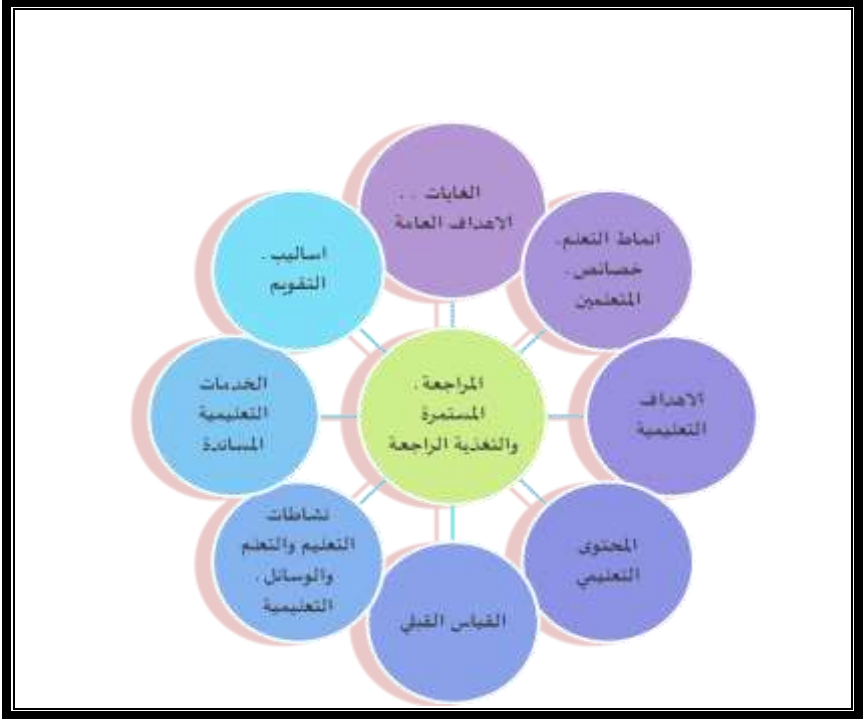 الغايات . .
الاهداف العامة
انماط التعلم .
خصائص .
المتعلمين
الاهداف
التعليمية
المحتوى
التعليمي
القياس القبلي
نشاطات
التعليم والتعلم
والوسائل .
التعليمية
الخدمات
التعليمية
المساندة
اساليب .
التقويم
المراجعة .
المستمرة
والتغذية الراجعة